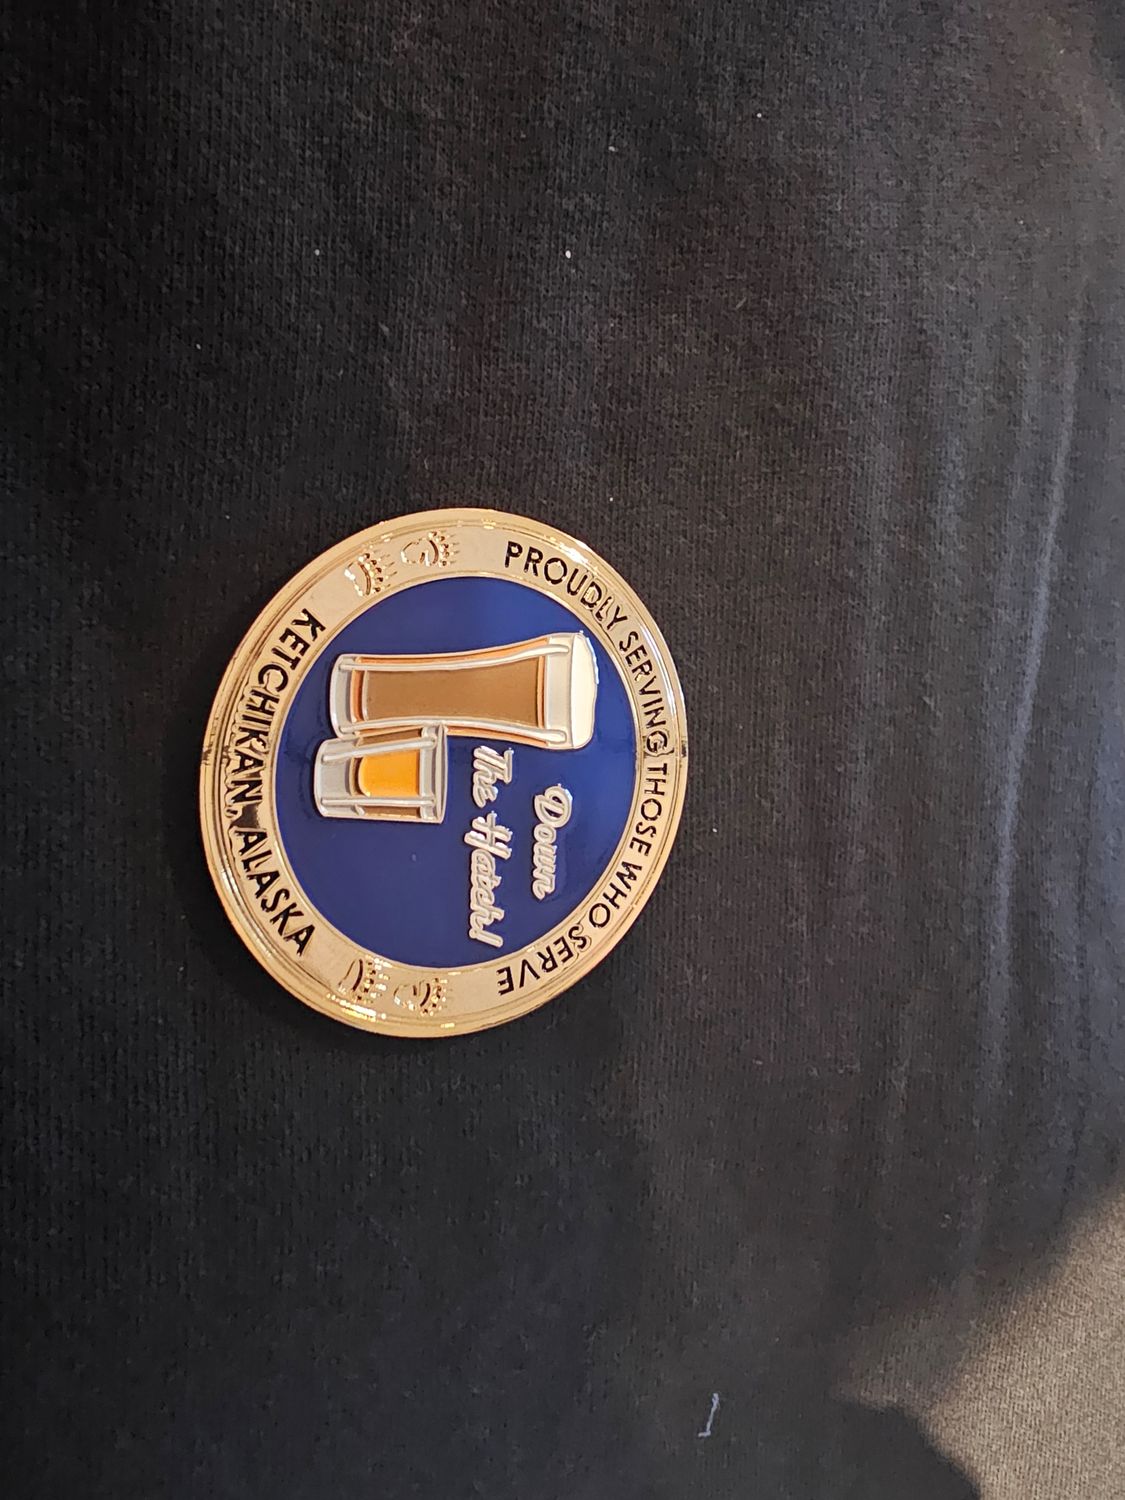 PROUDLY SERVING THOSE WHO SERVE
Down
The Hatch!
KETCHIKAN, ALASKA